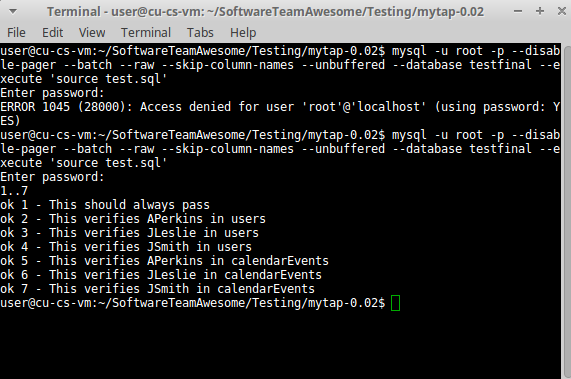 Terminal - user@cu-cs-vm:~/SoftwareTeamAwesome/Testing/mytap-0.02
File Edit View Terminal Tabs Help
user@cu-cs-vm:~/SoftwareTeamAwesome/Testing/mytap-0.02$ mysql -u root -p --disab
le-pager --batch --raw --skip-column-names --unbuffered --database testfinal --e
xecute 'source test.sql'
Enter password:
ERROR 1045 (28000): Access denied for user 'root'@'localhost' (using password: Y
ES)
user@cu-cs-vm:~/SoftwareTeamAwesome/Testing/mytap-0.02$ mysql -u root -p --disab
le-pager --batch --raw --skip-column-names --unbuffered --database testfinal --e
xecute 'source test.sql'
Enter password:
1..7
ok 1 - This should always pass
ok 2 - This verifies APerkins in users
ok 3 - This verifies JLeslie in users
ok 4 - This verifies JSmith in users
ok 5 - This verifies APerkins in calendarEvents
ok 6 - This verifies JLeslie in calendarEvents
ok 7 - This verifies JSmith in calendarEvents
user@cu-cs-vm:~/SoftwareTeamAwesome/Testing/mytap-0.02$